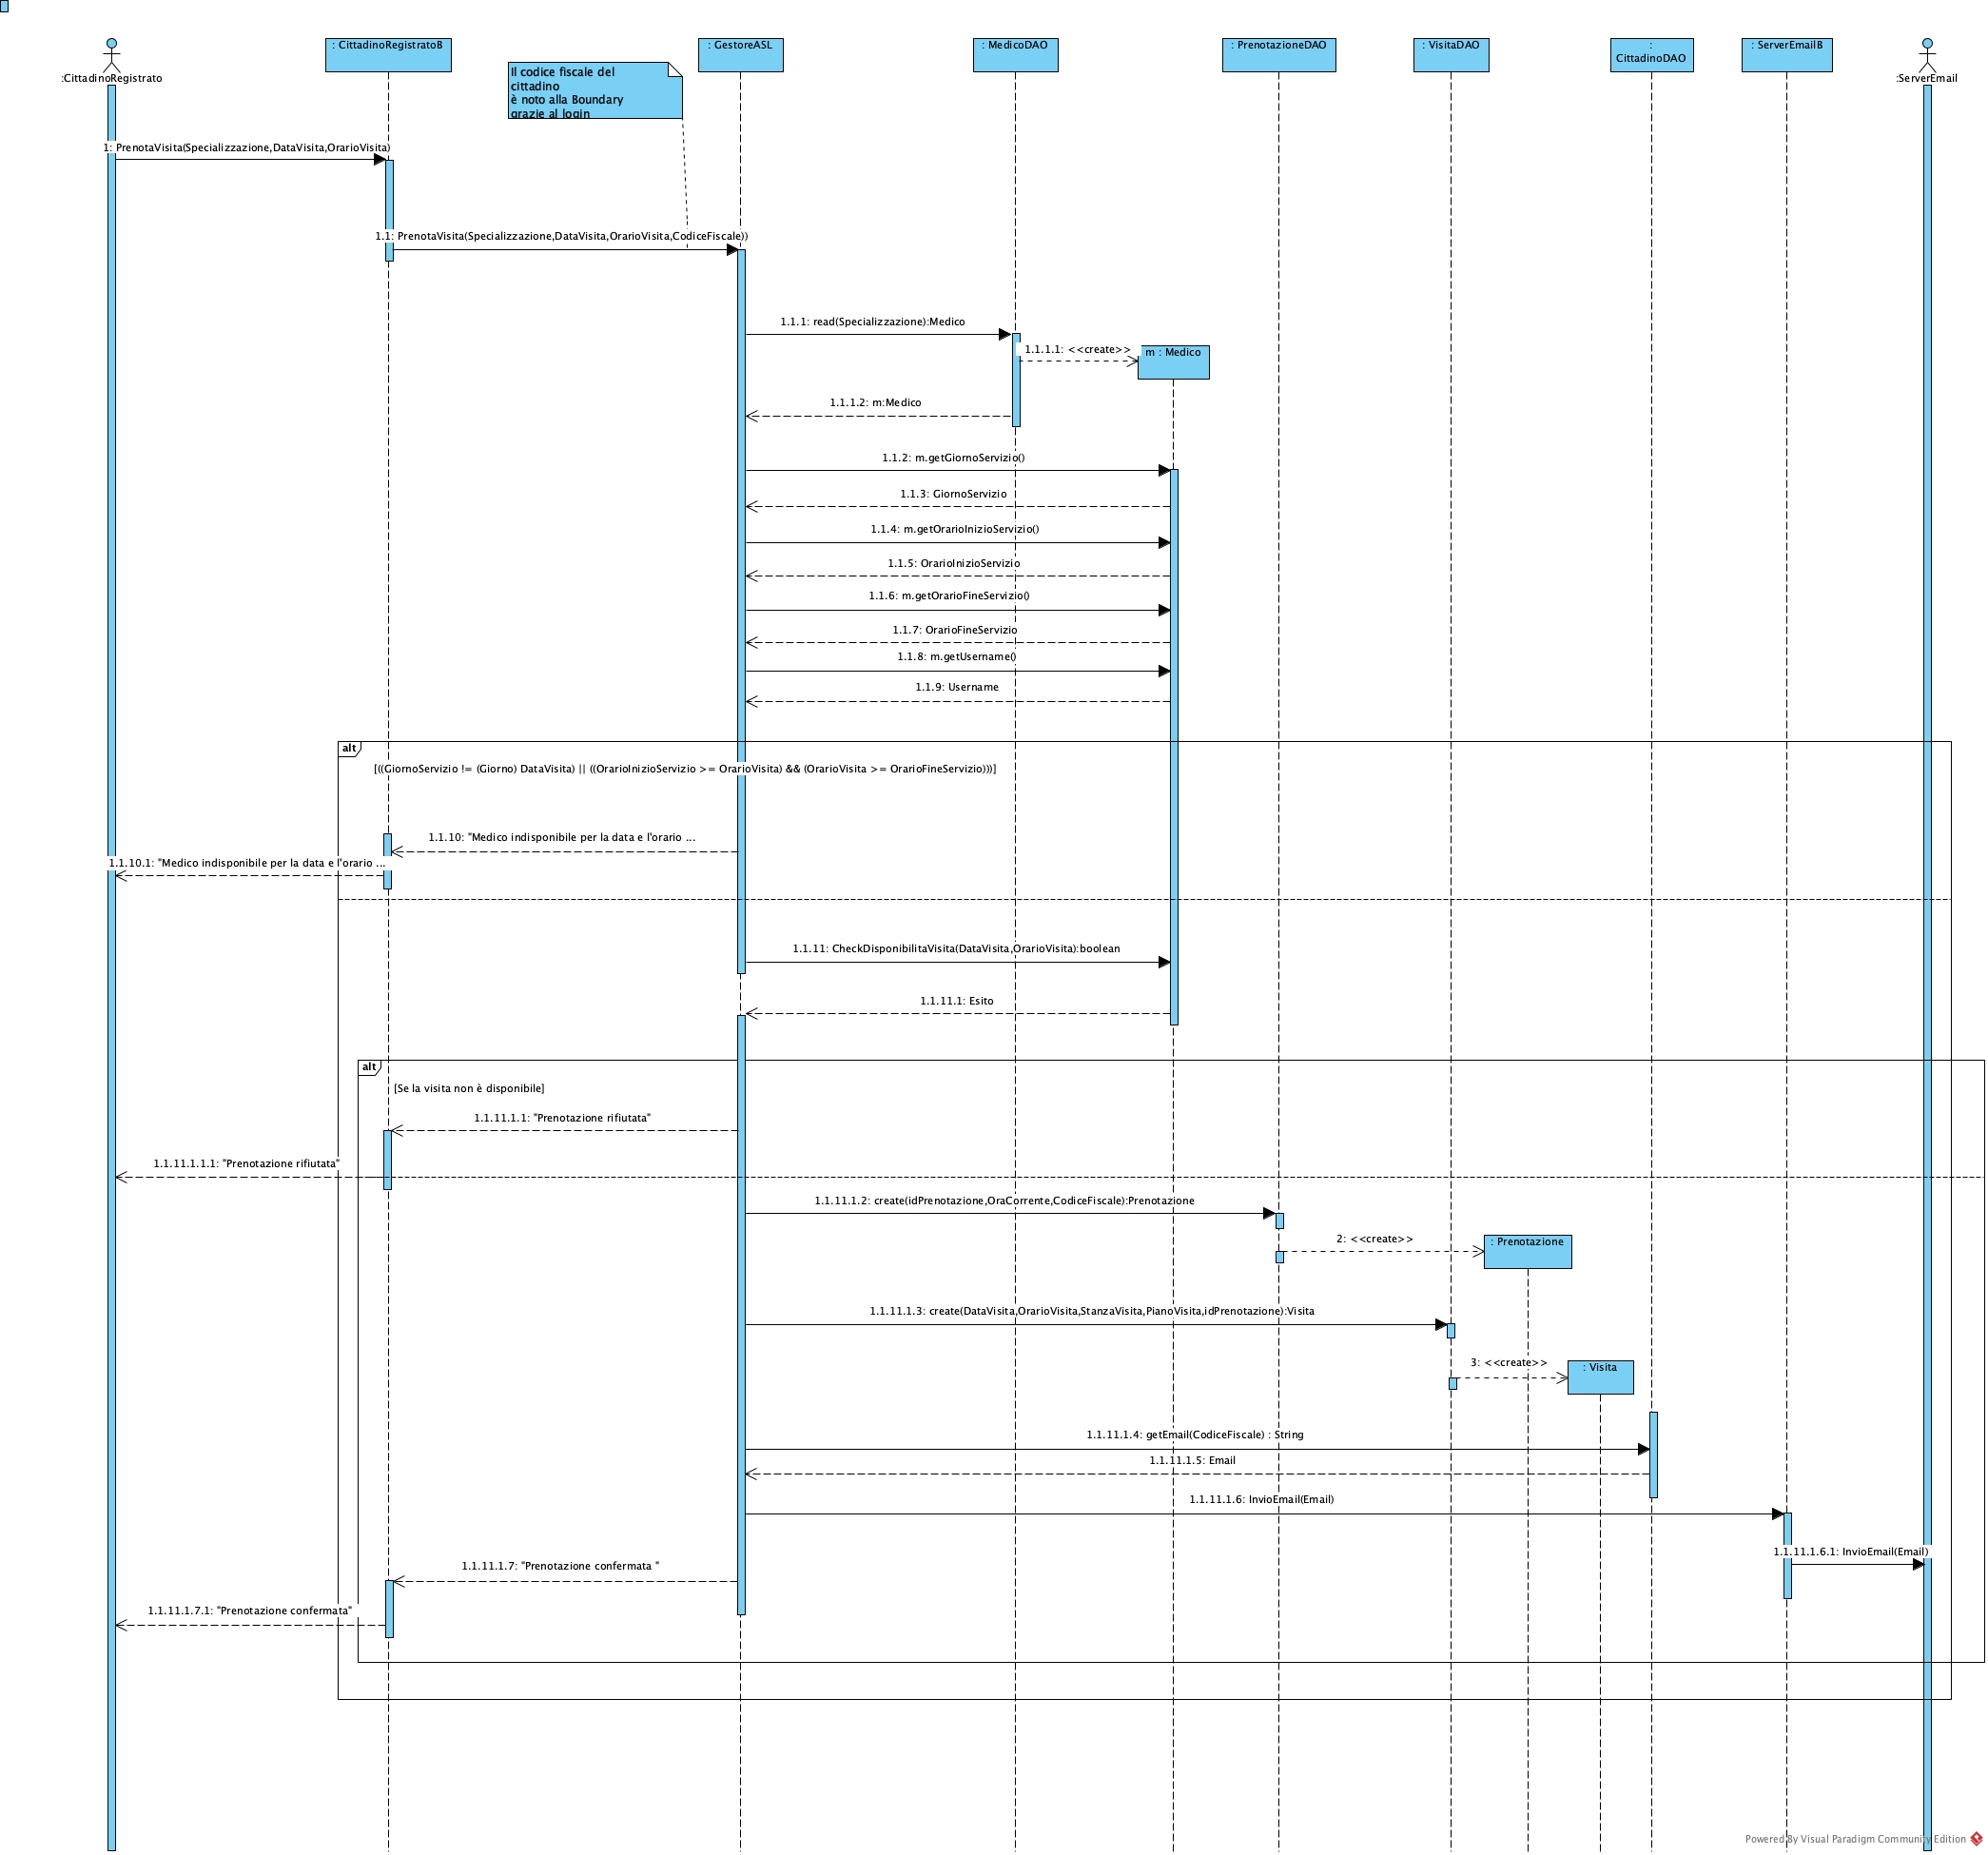 : CittadinoRegistratoB
: GestoreASL
: MedicoDAO
: PrenotazioneDAO
: VisitaDAO
:
CittadinoDAO
: ServerEmailB
:CittadinoRegistrato
:ServerEmail
Il codice fiscale del
cittadino
è noto alla Boundary
grazie al login
1: PrenotaVisita(Specializzazione,DataVisita,OrarioVisita)
1.1: PrenotaVisita(Specializzazione,DataVisita,OrarioVisita,CodiceFiscale))
1.1.1: read(Specializzazione):Medico
1.1.1.1: <<create>>
m : Medico
1.1.1.2: m:Medico
1.1.2: m.getGiornoServizio()
1.1.3: GiornoServizio
1.1.4: m.getOrarioInizioServizio()
1.1.5: OrarioInizioServizio
1.1.6: m.getOrarioFineServizio()
1.1.7: OrarioFineServizio
1.1.8: m.getUsername()
1.1.9: Username
alt
[((GiornoServizio != (Giorno) DataVisita) || ((OrarioInizioServizio >= OrarioVisita) && (OrarioVisita >= OrarioFineServizio)))]
1.1.10: "Medico indisponibile per la data e l'orario ...
1.1.10.1: "Medico indisponibile per la data e l'orario ...
1.1.11: CheckDisponibilitaVisita(DataVisita,OrarioVisita):boolean
1.1.11.1: Esito
alt
[Se la visita non è disponibile]
1.1.11.1.1: "Prenotazione rifiutata"
1.1.11.1.1.1: "Prenotazione rifiutata"
1.1.11.1.2: create(idPrenotazione,OraCorrente,CodiceFiscale):Prenotazione
2: <<create>>
: Prenotazione
1.1.11.1.3: create(DataVisita,OrarioVisita,StanzaVisita,PianoVisita,idPrenotazione):Visita
3: <<create>>
: Visita
1.1.11.1.4: getEmail(CodiceFiscale) : String
1.1.11.1.5: Email
1.1.11.1.6: InvioEmail(Email)
1.1.11.1.6.1: InvioEmail(Email)
1.1.11.1.7: "Prenotazione confermata "
1.1.11.1.7.1: "Prenotazione confermata"
Powered By Visual Paradigm Community Edition